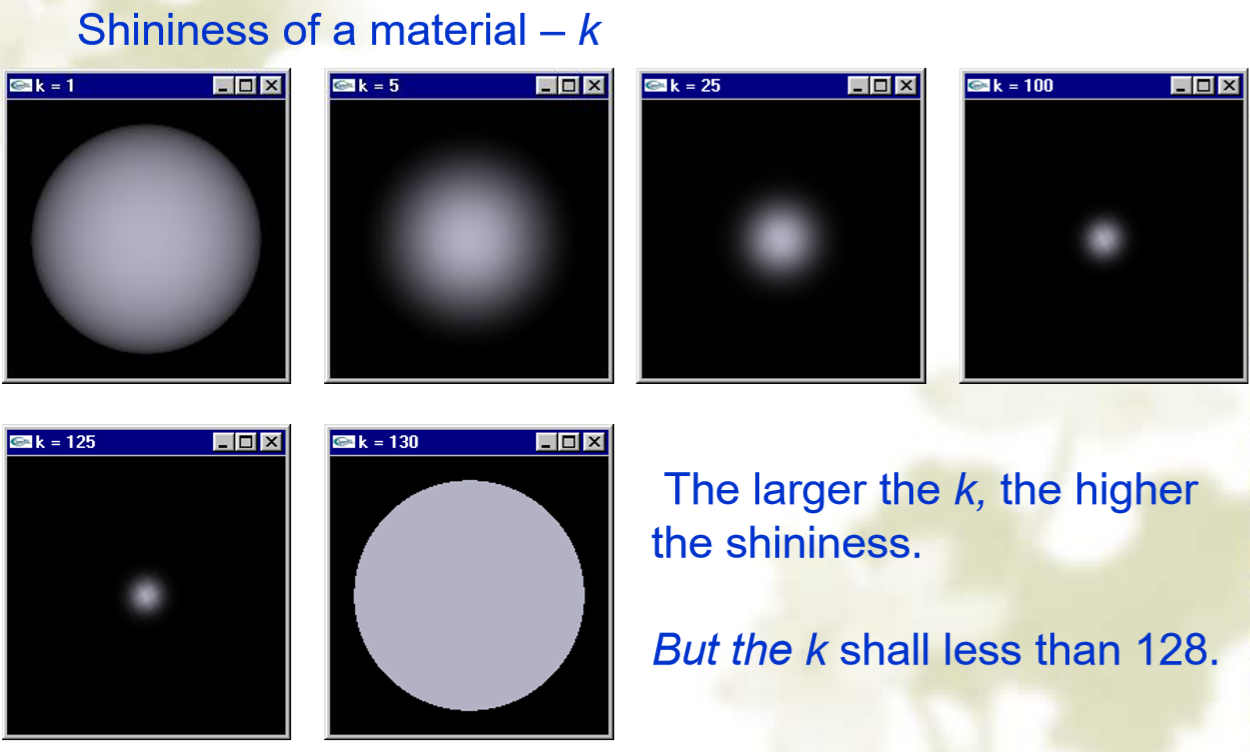 Shininess of a material – k
k = 1
k = 5
k = 25
k = 100
k = 125
k = 130
The larger the k, the higher
the shininess.
But the k shall less than 128.